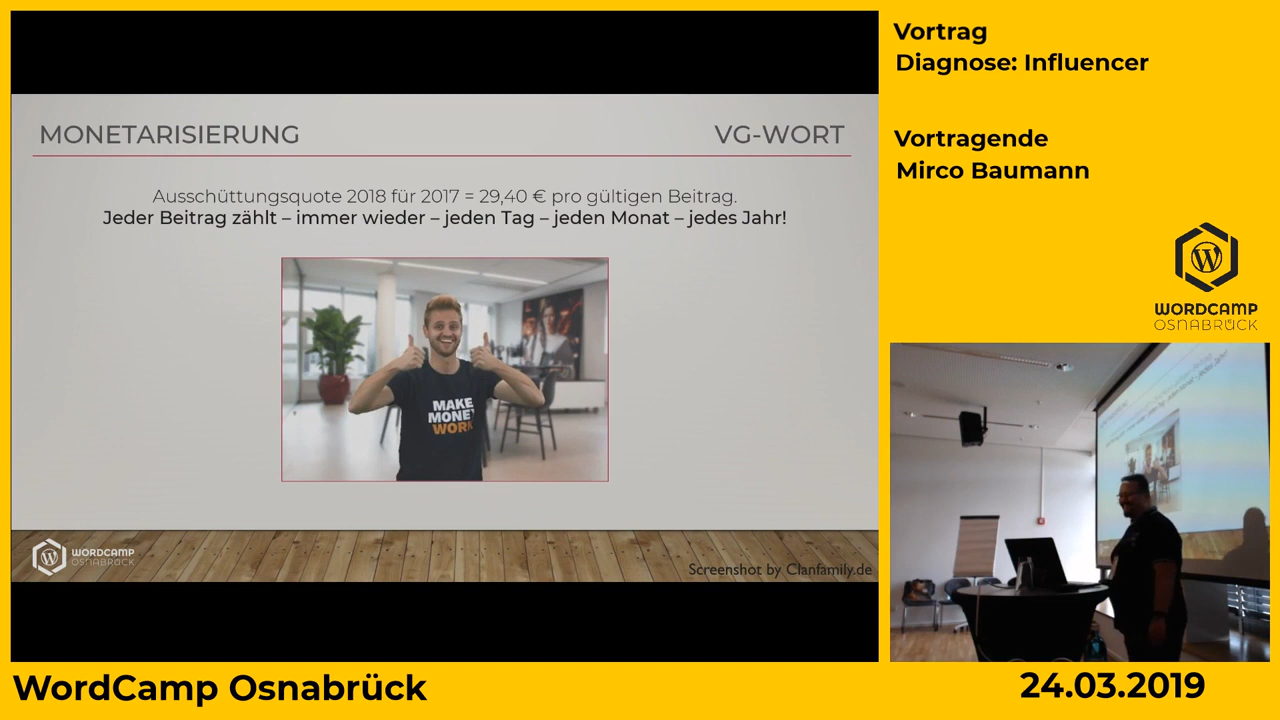 MONETARISIERUNG
VG-WORT
Ausschüttungsquote 2018 für 2017 = 29,40 € pro gültigen Beitrag.
Jeder Beitrag zählt – immer wieder – jeden Tag – jeden Monat – jedes Jahr!
MAKE
MONEY
WORK
WORDCAMP
OSNABRÜCK
Screenshot by Clanfamily.de
Vortrag
Diagnose: Influencer
Vortragende
Mirco Baumann
WORDCAMP
OSNABRÜCK
WordCamp Osnabrück
24.03.2019